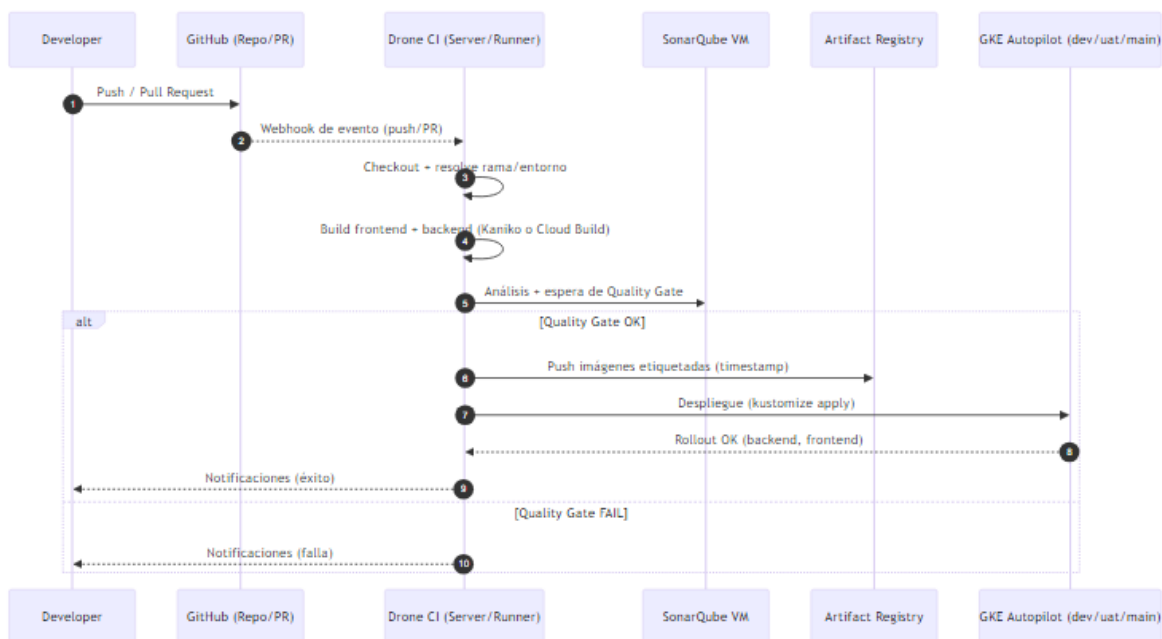 Developer
GitHub (Repo/PR)
Drone CI (Server/Runner)
SonarQube VM
Artifact Registry
GKE Autopilot (dev/uat/main)
Push / Pull Request
1
Webhook de evento (push/PR)
2
Checkout + resolve rama/entorno
3
Build frontend + backend (Kaniko o Cloud Build)
4
Análisis + espera de Quality Gate
5
alt
[Quality Gate OK]
Push imágenes etiquetadas (timestamp)
6
Despliegue (kustomize apply)
7
Rollout OK (backend, frontend)
8
Notificaciones (éxito)
9
[Quality Gate FAIL]
Notificaciones (falla)
10
Developer
GitHub (Repo/PR)
Drone CI (Server/Runner)
SonarQube VM
Artifact Registry
GKE Autopilot (dev/uat/main)